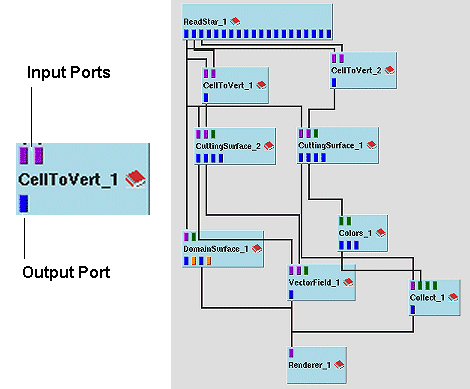 ReadStar_1
Input Ports
CellToVert_1
CellToVert_2
CuttingSurface_2
CuttingSurface_1
CellToVert_1
Colors_1
DomainSurface_1
Output Port
VectorField_1
Collect_1
Renderer_1